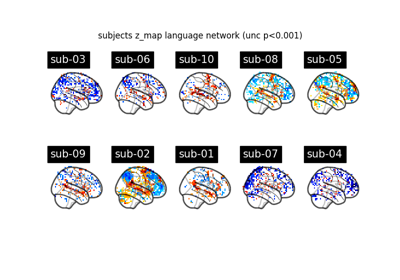 subjects z_map language network (unc p<0.001)
sub-03 sub-06 sub-10 sub-08 sub-05
sub-09 sub-02 sub-01 sub-07 sub-04